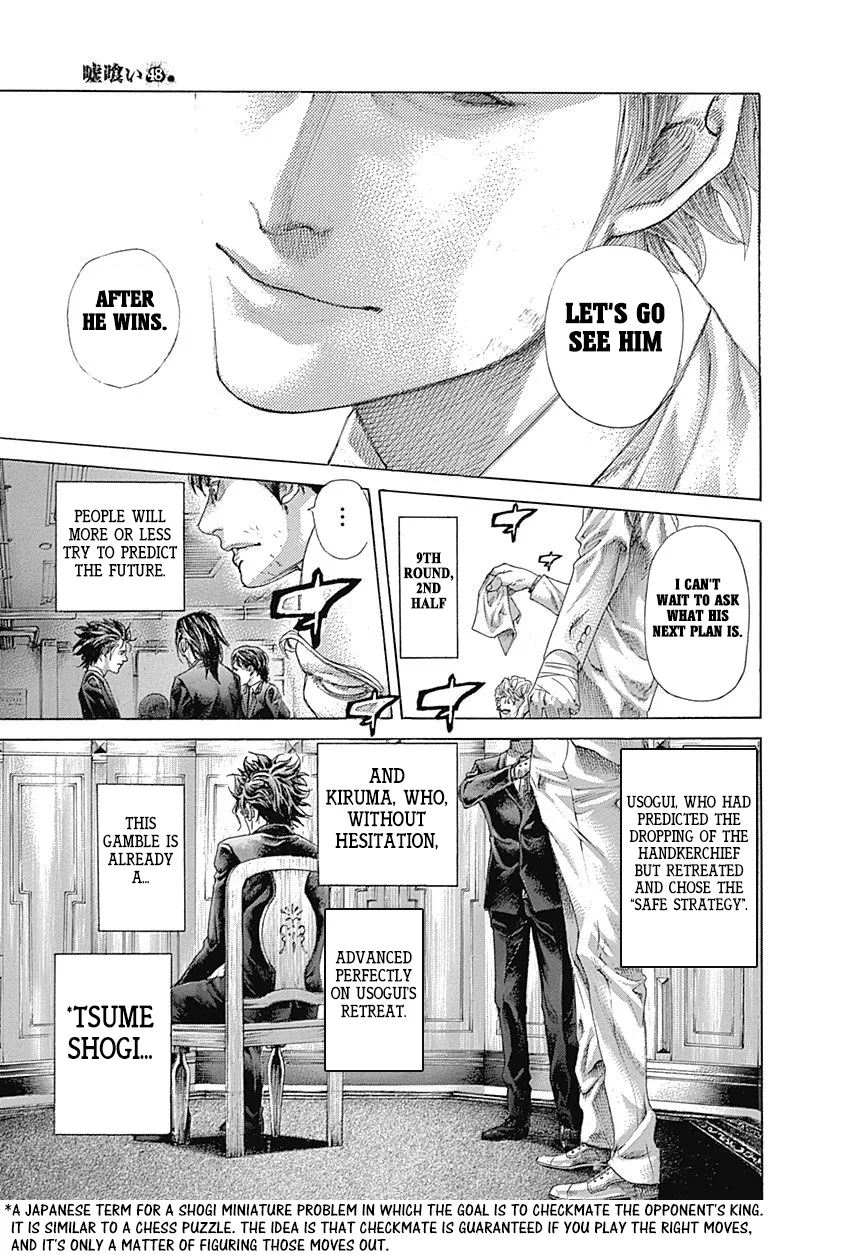 嘘喰い48.
LET'S GO
SEE HIM
AFTER
HE WINS.
I CAN'T
WAIT TO ASK
WHAT HIS
NEXT PLAN IS.
9TH
ROUND,
2ND
HALF
...
PEOPLE WILL
MORE OR LESS
TRY TO PREDICT
THE FUTURE.
USOGUI, WHO HAD
PREDICTED THE
DROPPING OF THE
HANDKERCHIEF
BUT RETREATED
AND CHOSE THE
"SAFE STRATEGY".
AND
KIRUMA, WHO,
WITHOUT
HESITATION,
ADVANCED
PERFECTLY
ON USOGUI'S
RETREAT.
THIS
GAMBLE IS
ALREADY
A...
*TSUME
SHOGI...
*A JAPANESE TERM FOR A SHOGI MINIATURE PROBLEM IN WHICH THE GOAL IS TO CHECKMATE THE OPPONENT'S KING.
IT IS SIMILAR TO A CHESS PUZZLE. THE IDEA IS THAT CHECKMATE IS GUARANTEED IF YOU PLAY THE RIGHT MOVES,
AND IT'S ONLY A MATTER OF FIGURING THOSE MOVES OUT.